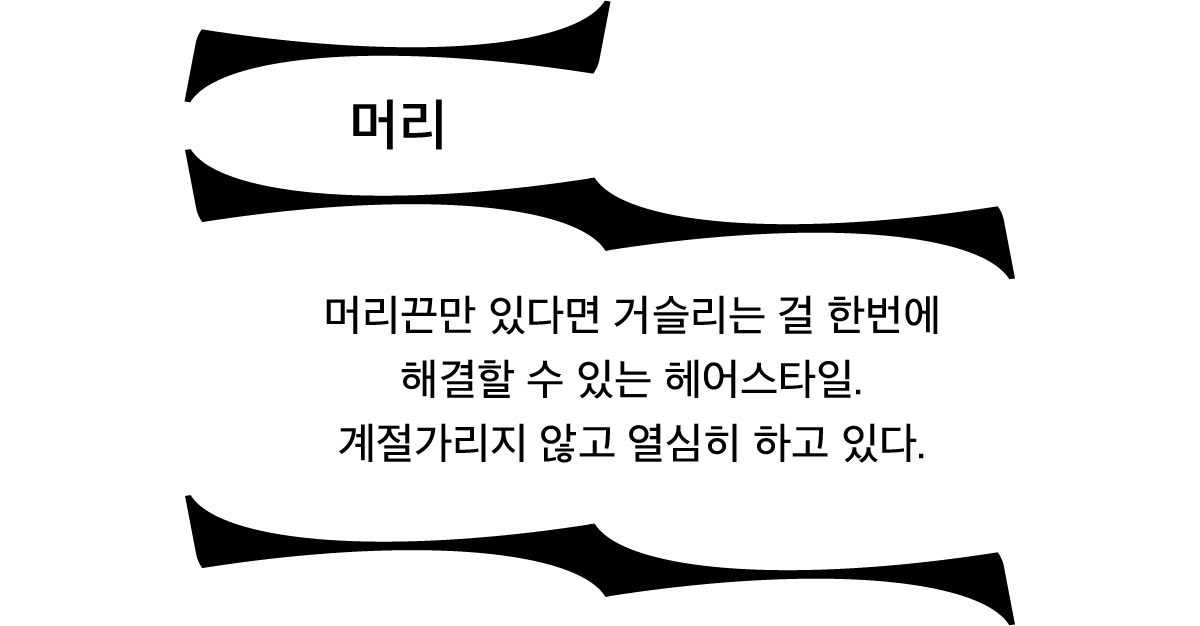 머리
머리끈만 있다면 거슬리는 걸 한번에
해결할 수 있는 헤어스타일.
계절가리지 않고 열심히 하고 있다.